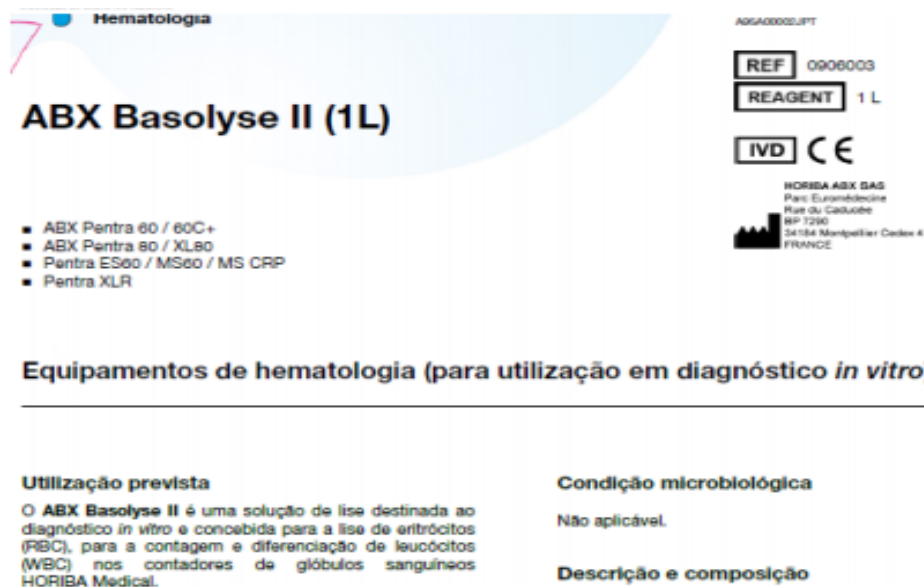 Hematologia
A95A00002JPT
REF 0906003
REAGENT 1 L
ABX Basolyse II (1L)
IVD CE
HORIBA ABX SAS
Parc Euromédecine
Rue du Caducée
BP 7290
34184 Montpellier Cedex 4
FRANCE
ABX Pentra 60 / 60C+
ABX Pentra 80 / XL80
Pentra ES60 / MS60 / MS CRP
Pentra XLR
Equipamentos de hematologia (para utilização em diagnóstico in vitro
Utilização prevista
O ABX Basolyse II é uma solução de lise destinada ao
diagnóstico in vitro e concebida para a lise de eritrócitos
(RBC), para a contagem e diferenciação de leucócitos
(WBC) nos contadores de glóbulos sanguíneos
HORIBA Medical.
Condição microbiológica
Não aplicável.
Descrição e composição